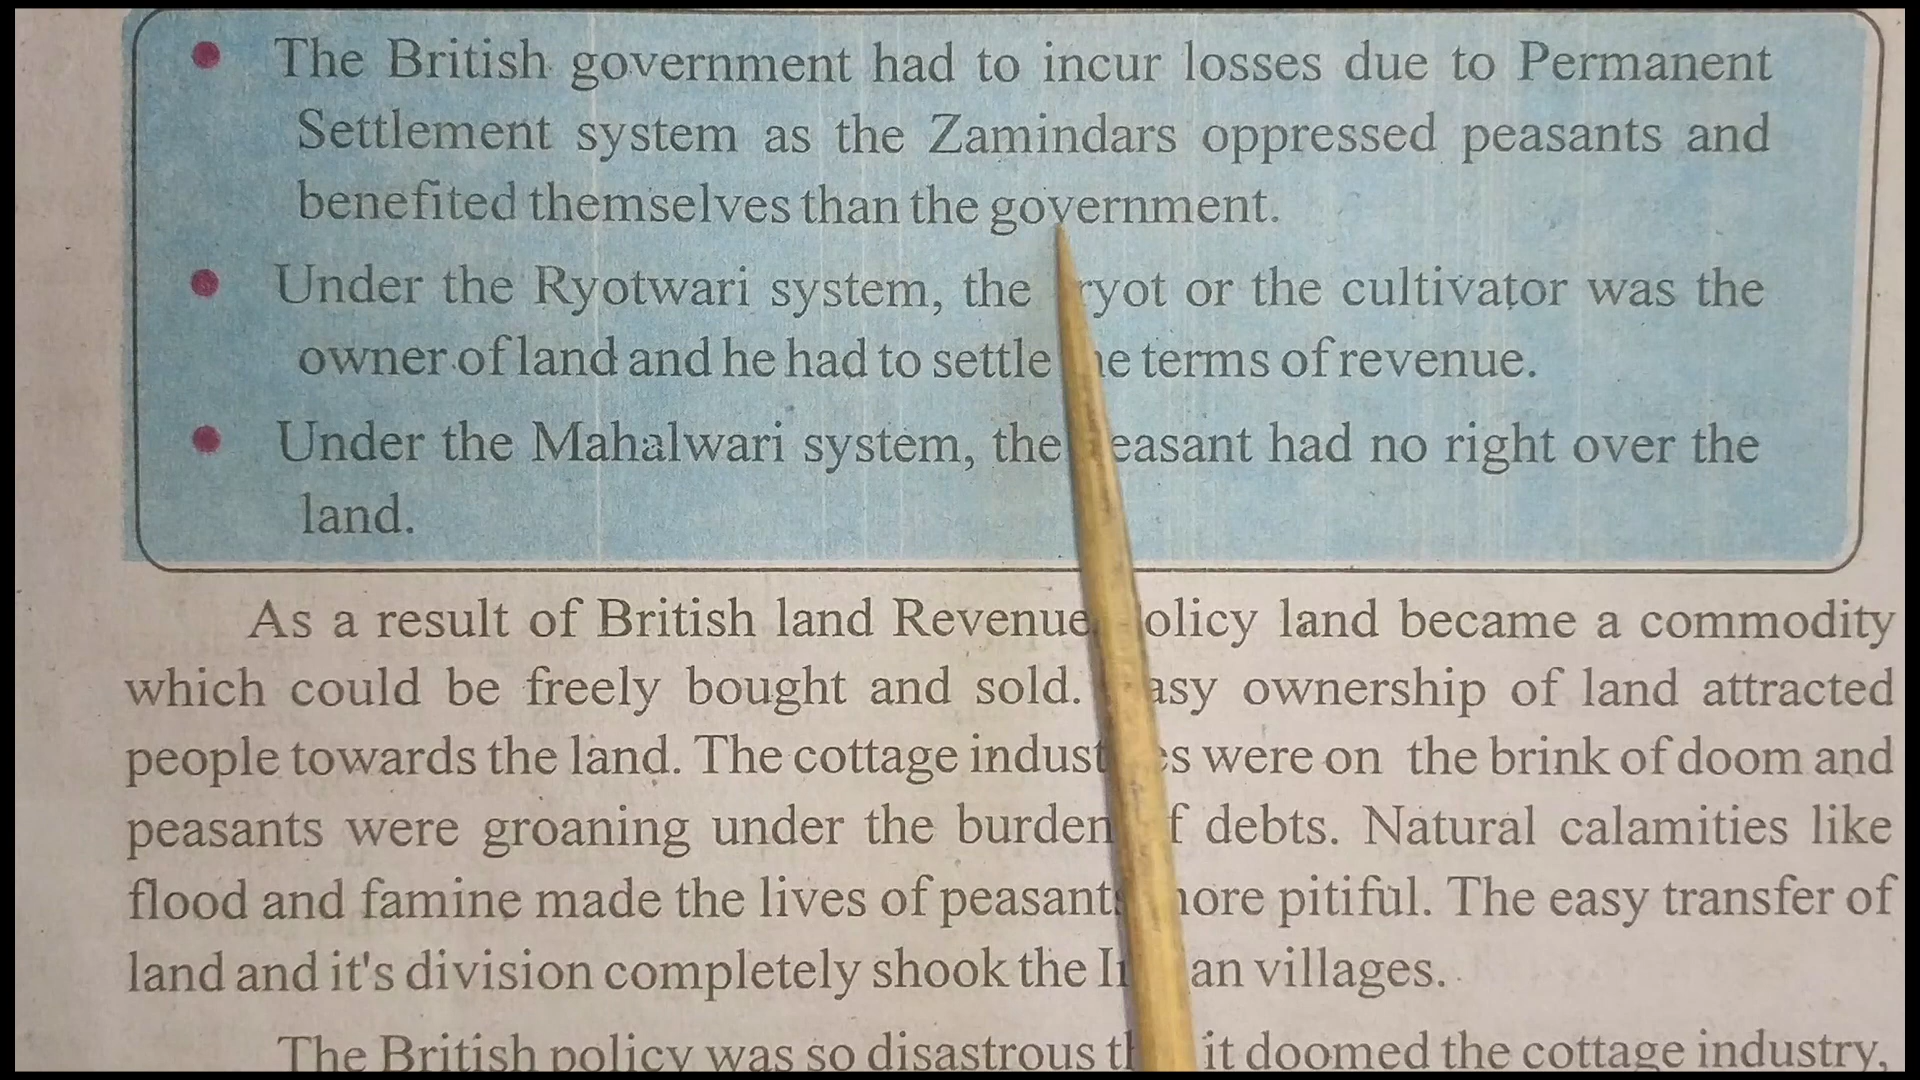 The British government had to incur losses due to Permanent
Settlement system as the Zamindars oppressed peasants and
benefited themselves than the government.
Under the Ryotwari system, the ryot or the cultivator was the
owner of land and he had to settle the terms of revenue.
Under the Mahalwari system, the peasant had no right over the
land.
As a result of British land Revenue Policy land became a commodity
which could be freely bought and sold. Easy ownership of land attracted
people towards the land. The cottage industries were on the brink of doom and
peasants were groaning under the burden of debts. Natural calamities like
flood and famine made the lives of peasants more pitiful. The easy transfer of
land and it's division completely shook the Indian villages.
The British policy was so disastrous that it doomed the cottage industry,